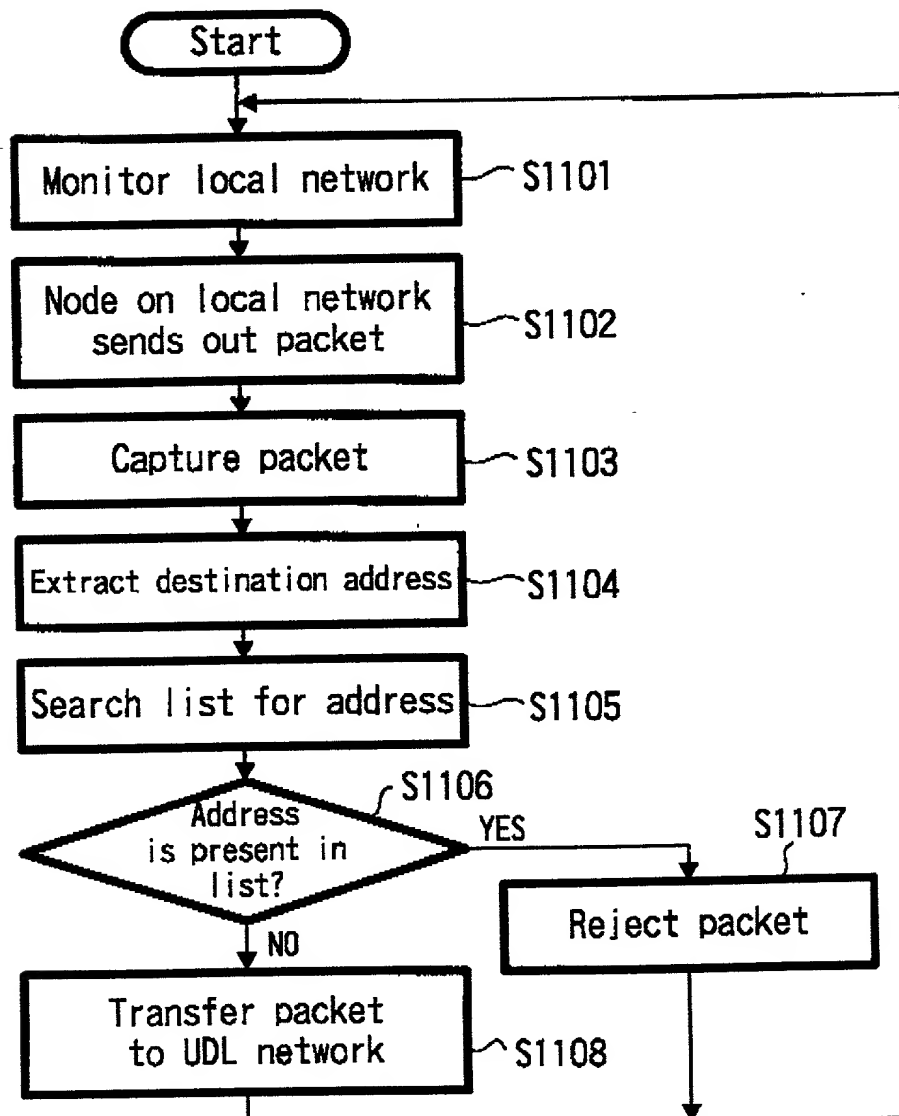 Start
Monitor local network
S1101
Node on local network
sends out packet
S1102
Capture packet
S1103
Extract destination address
S1104
Search list for address
S1105
S1106
Address
is present in
list?
YES
S1107
Reject packet
NO
Transfer packet
to UDL network
S1108